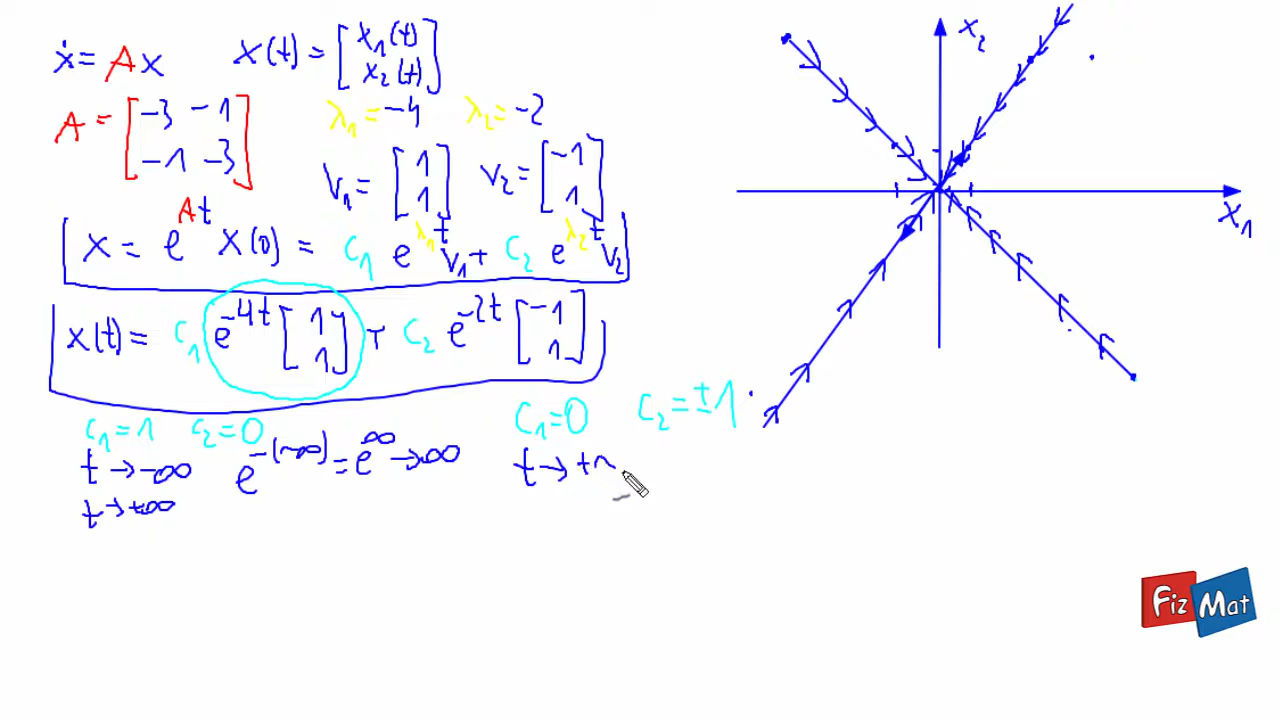 ẋ = A x   x(t) = [x₁(t) x₂(t)]
A = [-3 -1 -1 -3]   λ₁ = -4   λ₂ = -2
V₁ = [1 1]   V₂ = [-1 1]
x = e^{At} x(0) = c₁ e^{λ₁t} V₁ + c₂ e^{λ₂t} V₂
x(t) = c₁ e^{-4t} [1 1] + c₂ e^{-2t} [-1 1]
c₁ = 1   c₂ = 0   c₁ = 0   c₂ = ±1
t → -∞   e^{-(-∞)} = e^{∞} → ∞   t → +
t → +∞
x₂
x₁
Fiz Mat